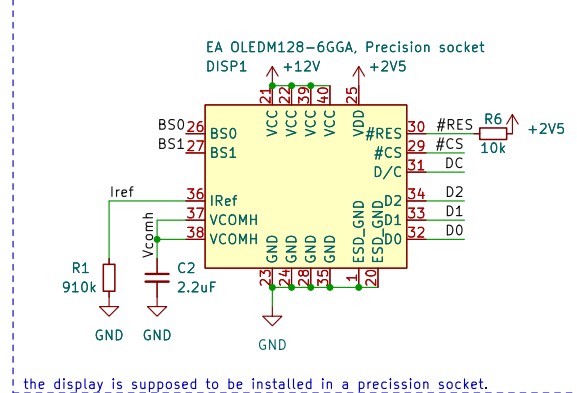 EA OLEDM128-6GGA, Precision socket
DISP1
+12V
+2V5
21
22
39
40
25
VCC
VCC
VCC
VCC
VDD
BS0
26
BS0
BS1
27
BS1
30
#RES
#RES
R6
10k
+2V5
29
#CS
#CS
31
D/C
DC
Iref
36
IRef
37
VCOMH
38
VCOMH
Vcomh
34
D2
D2
33
D1
D1
32
D0
D0
GND
GND
GND
GND
ESD_GND
ESD_GND
23
24
28
35
1
20
R1
910k
C2
2.2uF
GND
GND
GND
the display is supposed to be installed in a precission socket.